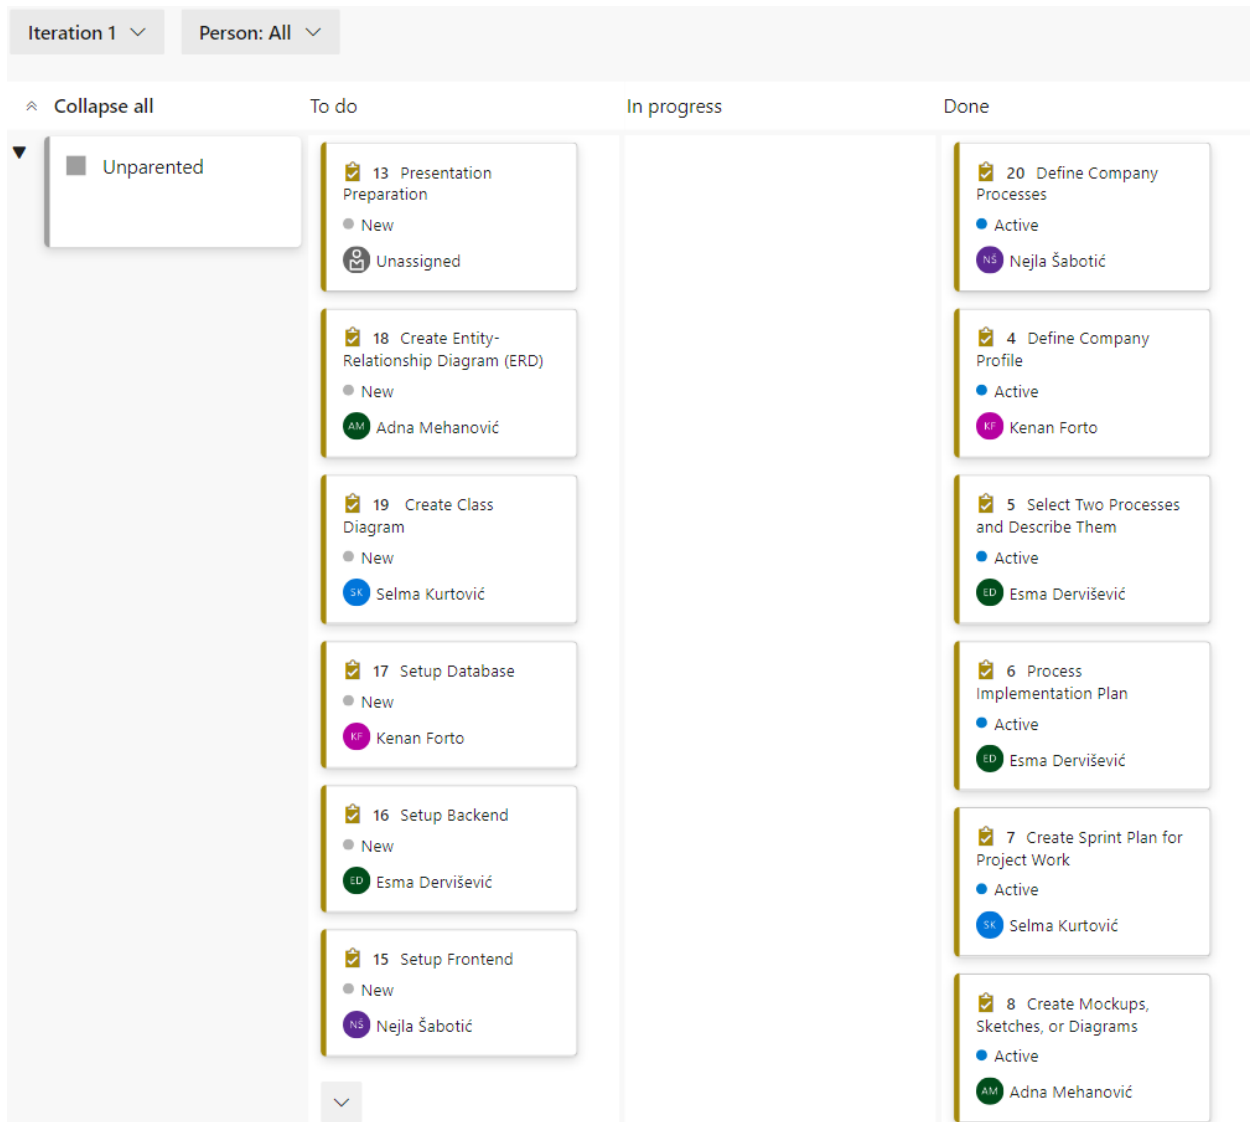 Iteration 1
Person: All
Collapse all
To do
In progress
Done
Unparented
13 Presentation
Preparation
New
Unassigned
18 Create Entity-
Relationship Diagram (ERD)
New
AM Adna Mehanović
19 Create Class
Diagram
New
SK Selma Kurtović
17 Setup Database
New
KF Kenan Forto
16 Setup Backend
New
ED Esma Dervišević
15 Setup Frontend
New
NŠ Nejla Šabotić
20 Define Company
Processes
Active
NŠ Nejla Šabotić
4 Define Company
Profile
Active
KF Kenan Forto
5 Select Two Processes
and Describe Them
Active
ED Esma Dervišević
6 Process
Implementation Plan
Active
ED Esma Dervišević
7 Create Sprint Plan for
Project Work
Active
SK Selma Kurtović
8 Create Mockups,
Sketches, or Diagrams
Active
AM Adna Mehanović